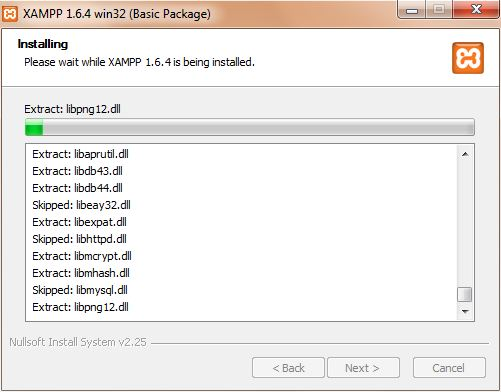 XAMPP 1.6.4 win32 (Basic Package)
Installing
Please wait while XAMPP 1.6.4 is being installed.
Extract: libpng12.dll
Extract: libaprutil.dll
Extract: libdb43.dll
Extract: libdb44.dll
Skipped: libeay32.dll
Extract: libexpat.dll
Skipped: libhttpd.dll
Extract: libmcrypt.dll
Extract: libmhash.dll
Skipped: libmysql.dll
Extract: libpng12.dll
Nullsoft Install System v2.25
< Back
Next >
Cancel